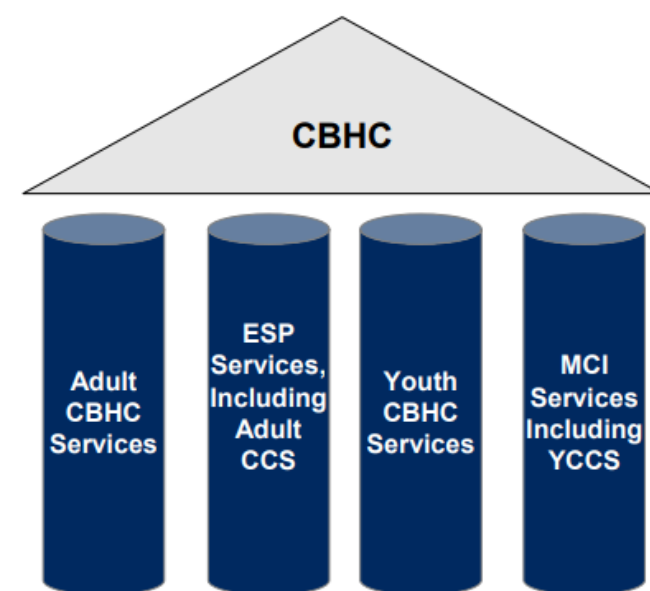 CBHC
Adult
CBHC
Services
ESP
Services,
Including
Adult
CCS
Youth
CBHC
Services
MCI
Services
Including
YCCS